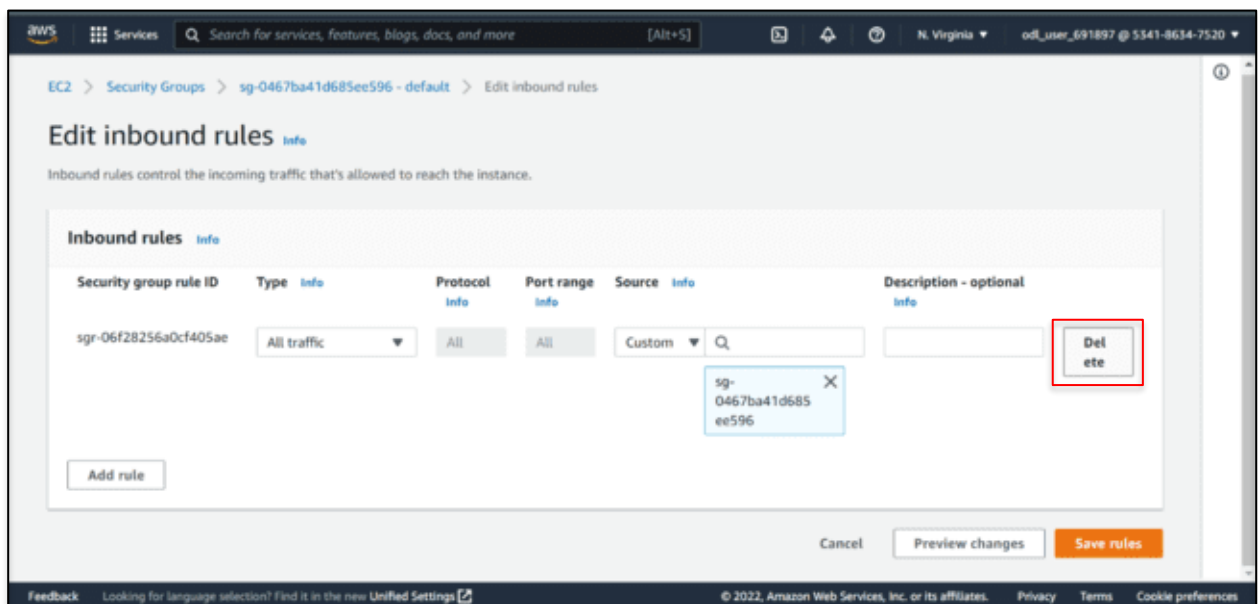 aws Services Search for services, features, blogs, docs, and more [Alt+S] N. Virginia odl_user_691897 @ 5341-8634-7520
EC2 > Security Groups > sg-0467ba41d685ee596 - default > Edit inbound rules
Edit inbound rules Info
Inbound rules control the incoming traffic that's allowed to reach the instance.
Inbound rules Info
Security group rule ID Type Info Protocol Info Port range Info Source Info Description - optional Info
sgr-06f28256a0cf405ae All traffic All All Custom Del
ete
sg-
0467ba41d685
ee596
Add rule
Cancel Preview changes Save rules
Feedback Looking for language selection? Find it in the new Unified Settings © 2022, Amazon Web Services, Inc. or its affiliates. Privacy Terms Cookie preferences